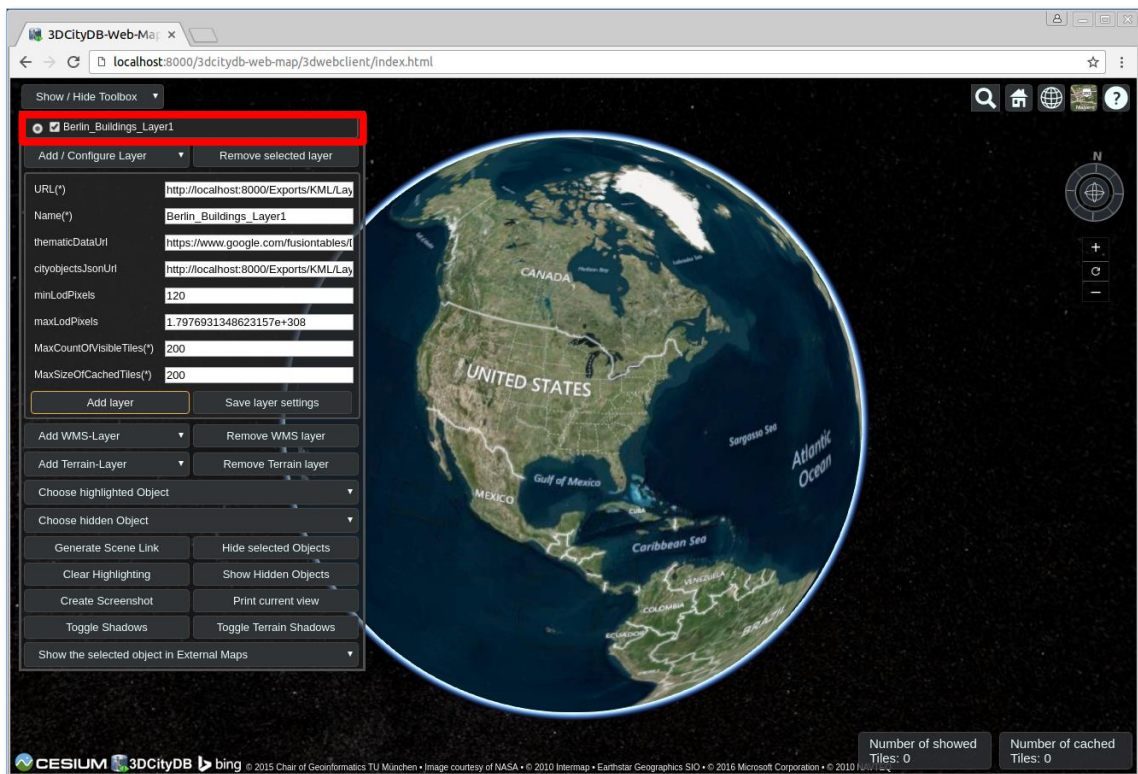 3DCityDB-Web-Map
localhost:8000/3dcitydb-web-map/3dwebclient/index.html
Show / Hide Toolbox
Berlin_Buildings_Layer1
Add / Configure Layer
Remove selected layer
URL(*)
http://localhost:8000/Exports/KML/Lay
Name(*)
Berlin_Buildings_Layer1
thematicDataUrl
https://www.google.com/fusiontables/
cityobjectsJsonUrl
http://localhost:8000/Exports/KML/Lay
minLodPixels
120
maxLodPixels
1.7976931348623157e+308
MaxCountOfVisibleTiles(*)
200
MaxSizeOfCachedTiles(*)
200
Add layer
Save layer settings
Add WMS-Layer
Remove WMS layer
Add Terrain-Layer
Remove Terrain layer
Choose highlighted Object
Choose hidden Object
Generate Scene Link
Hide selected Objects
Clear Highlighting
Show Hidden Objects
Create Screenshot
Print current view
Toggle Shadows
Toggle Terrain Shadows
Show the selected object in External Maps
N
+
−
?
Hudson Bay
Labrador Sea
CANADA
UNITED STATES
Sargasso Sea
Atlantic
Ocean
Gulf of Mexico
MEXICO
CUBA
Caribbean Sea
VENEZUELA
COLOMBIA
ECUADOR
BRAZIL
Number of showed
Tiles: 0
Number of cached
Tiles: 0
CESIUM 3DCityDB bing © 2015 Chair of Geoinformatics TU München • Image courtesy of NASA • © 2010 Intermap • Earthstar Geographics SIO • © 2016 Microsoft Corporation • © 2010 NAVTEQ